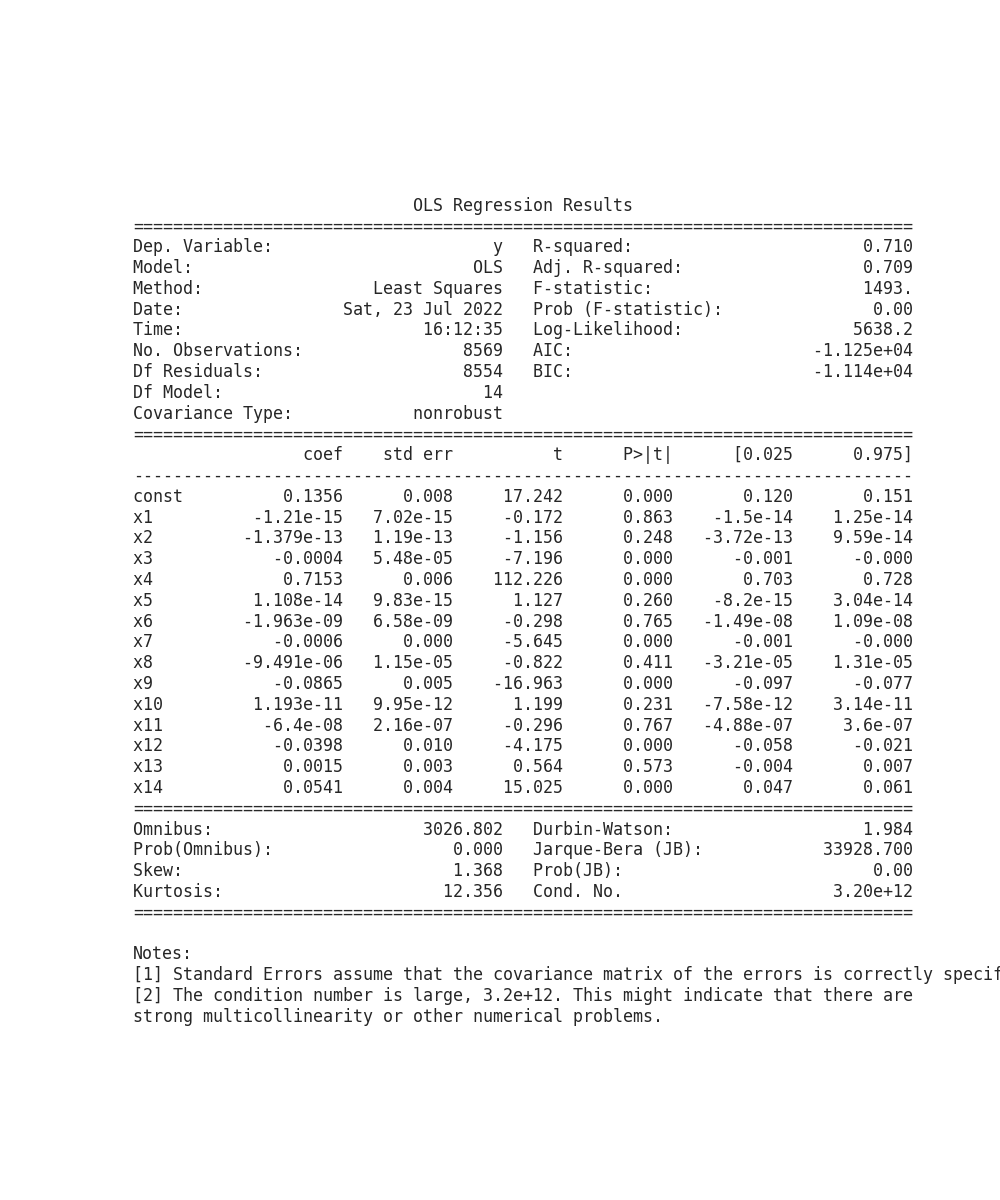 OLS Regression Results
==============================================================================
Dep. Variable:                      y   R-squared:                       0.710
Model:                            OLS   Adj. R-squared:                  0.709
Method:                 Least Squares   F-statistic:                     1493.
Date:                Sat, 23 Jul 2022   Prob (F-statistic):               0.00
Time:                        16:12:35   Log-Likelihood:                 5638.2
No. Observations:                8569   AIC:                        -1.125e+04
Df Residuals:                    8554   BIC:                        -1.114e+04
Df Model:                          14
Covariance Type:            nonrobust
==============================================================================
                 coef    std err          t      P>|t|      [0.025      0.975]
------------------------------------------------------------------------------
const          0.1356      0.008     17.242      0.000       0.120       0.151
x1          -1.21e-15   7.02e-15     -0.172      0.863    -1.5e-14    1.25e-14
x2         -1.379e-13   1.19e-13     -1.156      0.248   -3.72e-13    9.59e-14
x3            -0.0004   5.48e-05     -7.196      0.000      -0.001      -0.000
x4             0.7153      0.006    112.226      0.000       0.703       0.728
x5          1.108e-14   9.83e-15      1.127      0.260    -8.2e-15    3.04e-14
x6         -1.963e-09   6.58e-09     -0.298      0.765   -1.49e-08    1.09e-08
x7            -0.0006      0.000     -5.645      0.000      -0.001      -0.000
x8         -9.491e-06   1.15e-05     -0.822      0.411   -3.21e-05    1.31e-05
x9            -0.0865      0.005    -16.963      0.000      -0.097      -0.077
x10         1.193e-11   9.95e-12      1.199      0.231   -7.58e-12    3.14e-11
x11          -6.4e-08   2.16e-07     -0.296      0.767   -4.88e-07     3.6e-07
x12           -0.0398      0.010     -4.175      0.000      -0.058      -0.021
x13            0.0015      0.003      0.564      0.573      -0.004       0.007
x14            0.0541      0.004     15.025      0.000       0.047       0.061
==============================================================================
Omnibus:                     3026.802   Durbin-Watson:                   1.984
Prob(Omnibus):                  0.000   Jarque-Bera (JB):            33928.700
Skew:                           1.368   Prob(JB):                         0.00
Kurtosis:                      12.356   Cond. No.                     3.20e+12
==============================================================================

Notes:
[1] Standard Errors assume that the covariance matrix of the errors is correctly specif
[2] The condition number is large, 3.2e+12. This might indicate that there are
strong multicollinearity or other numerical problems.